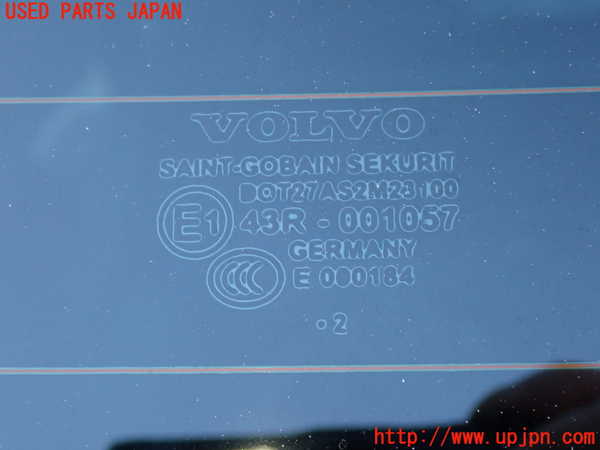 USED PARTS JAPAN
VOLVO
SAINT-GOBAIN SEKURIT
DOT27AS2M23100
E1 43R - 001057
CCC
GERMANY
E 000184
.2
http://www.upjpn.com/